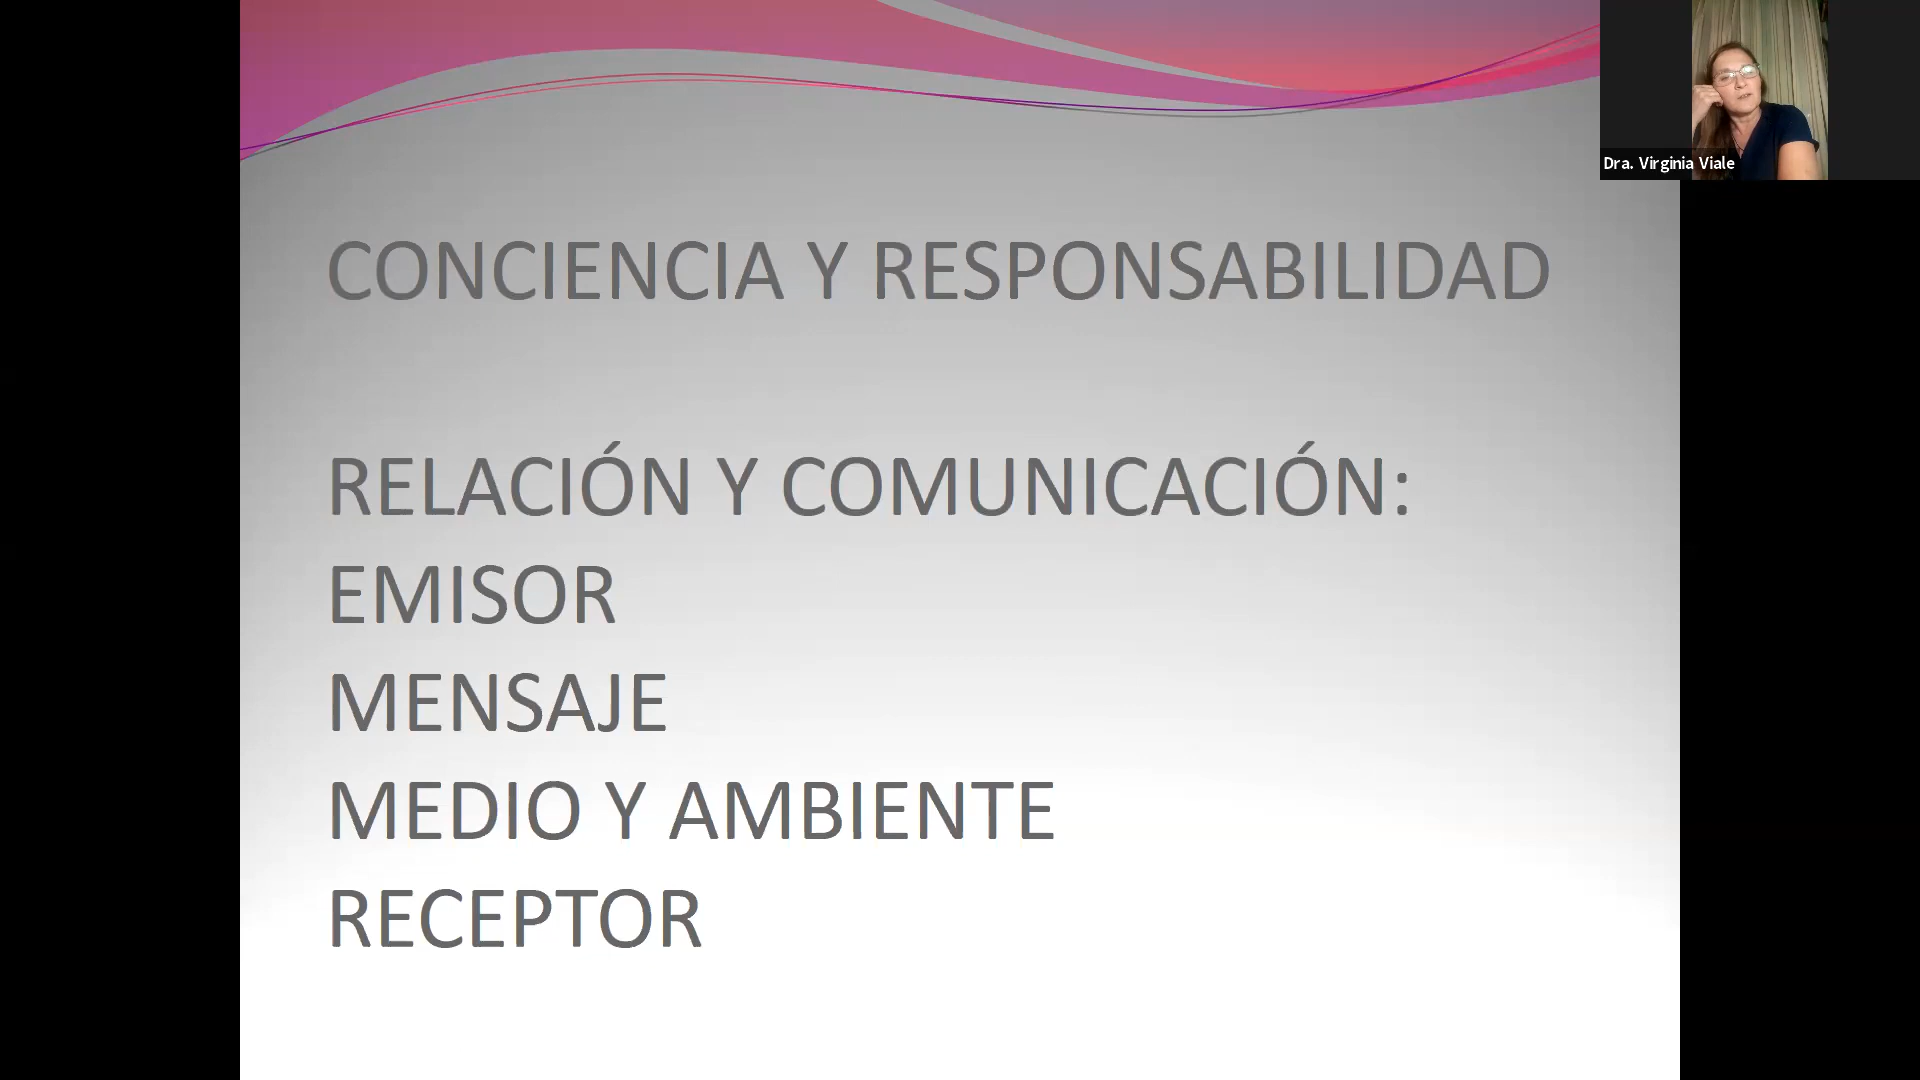 Dra. Virginia Viale
CONCIENCIA Y RESPONSABILIDAD
RELACIÓN Y COMUNICACIÓN:
EMISOR
MENSAJE
MEDIO Y AMBIENTE
RECEPTOR